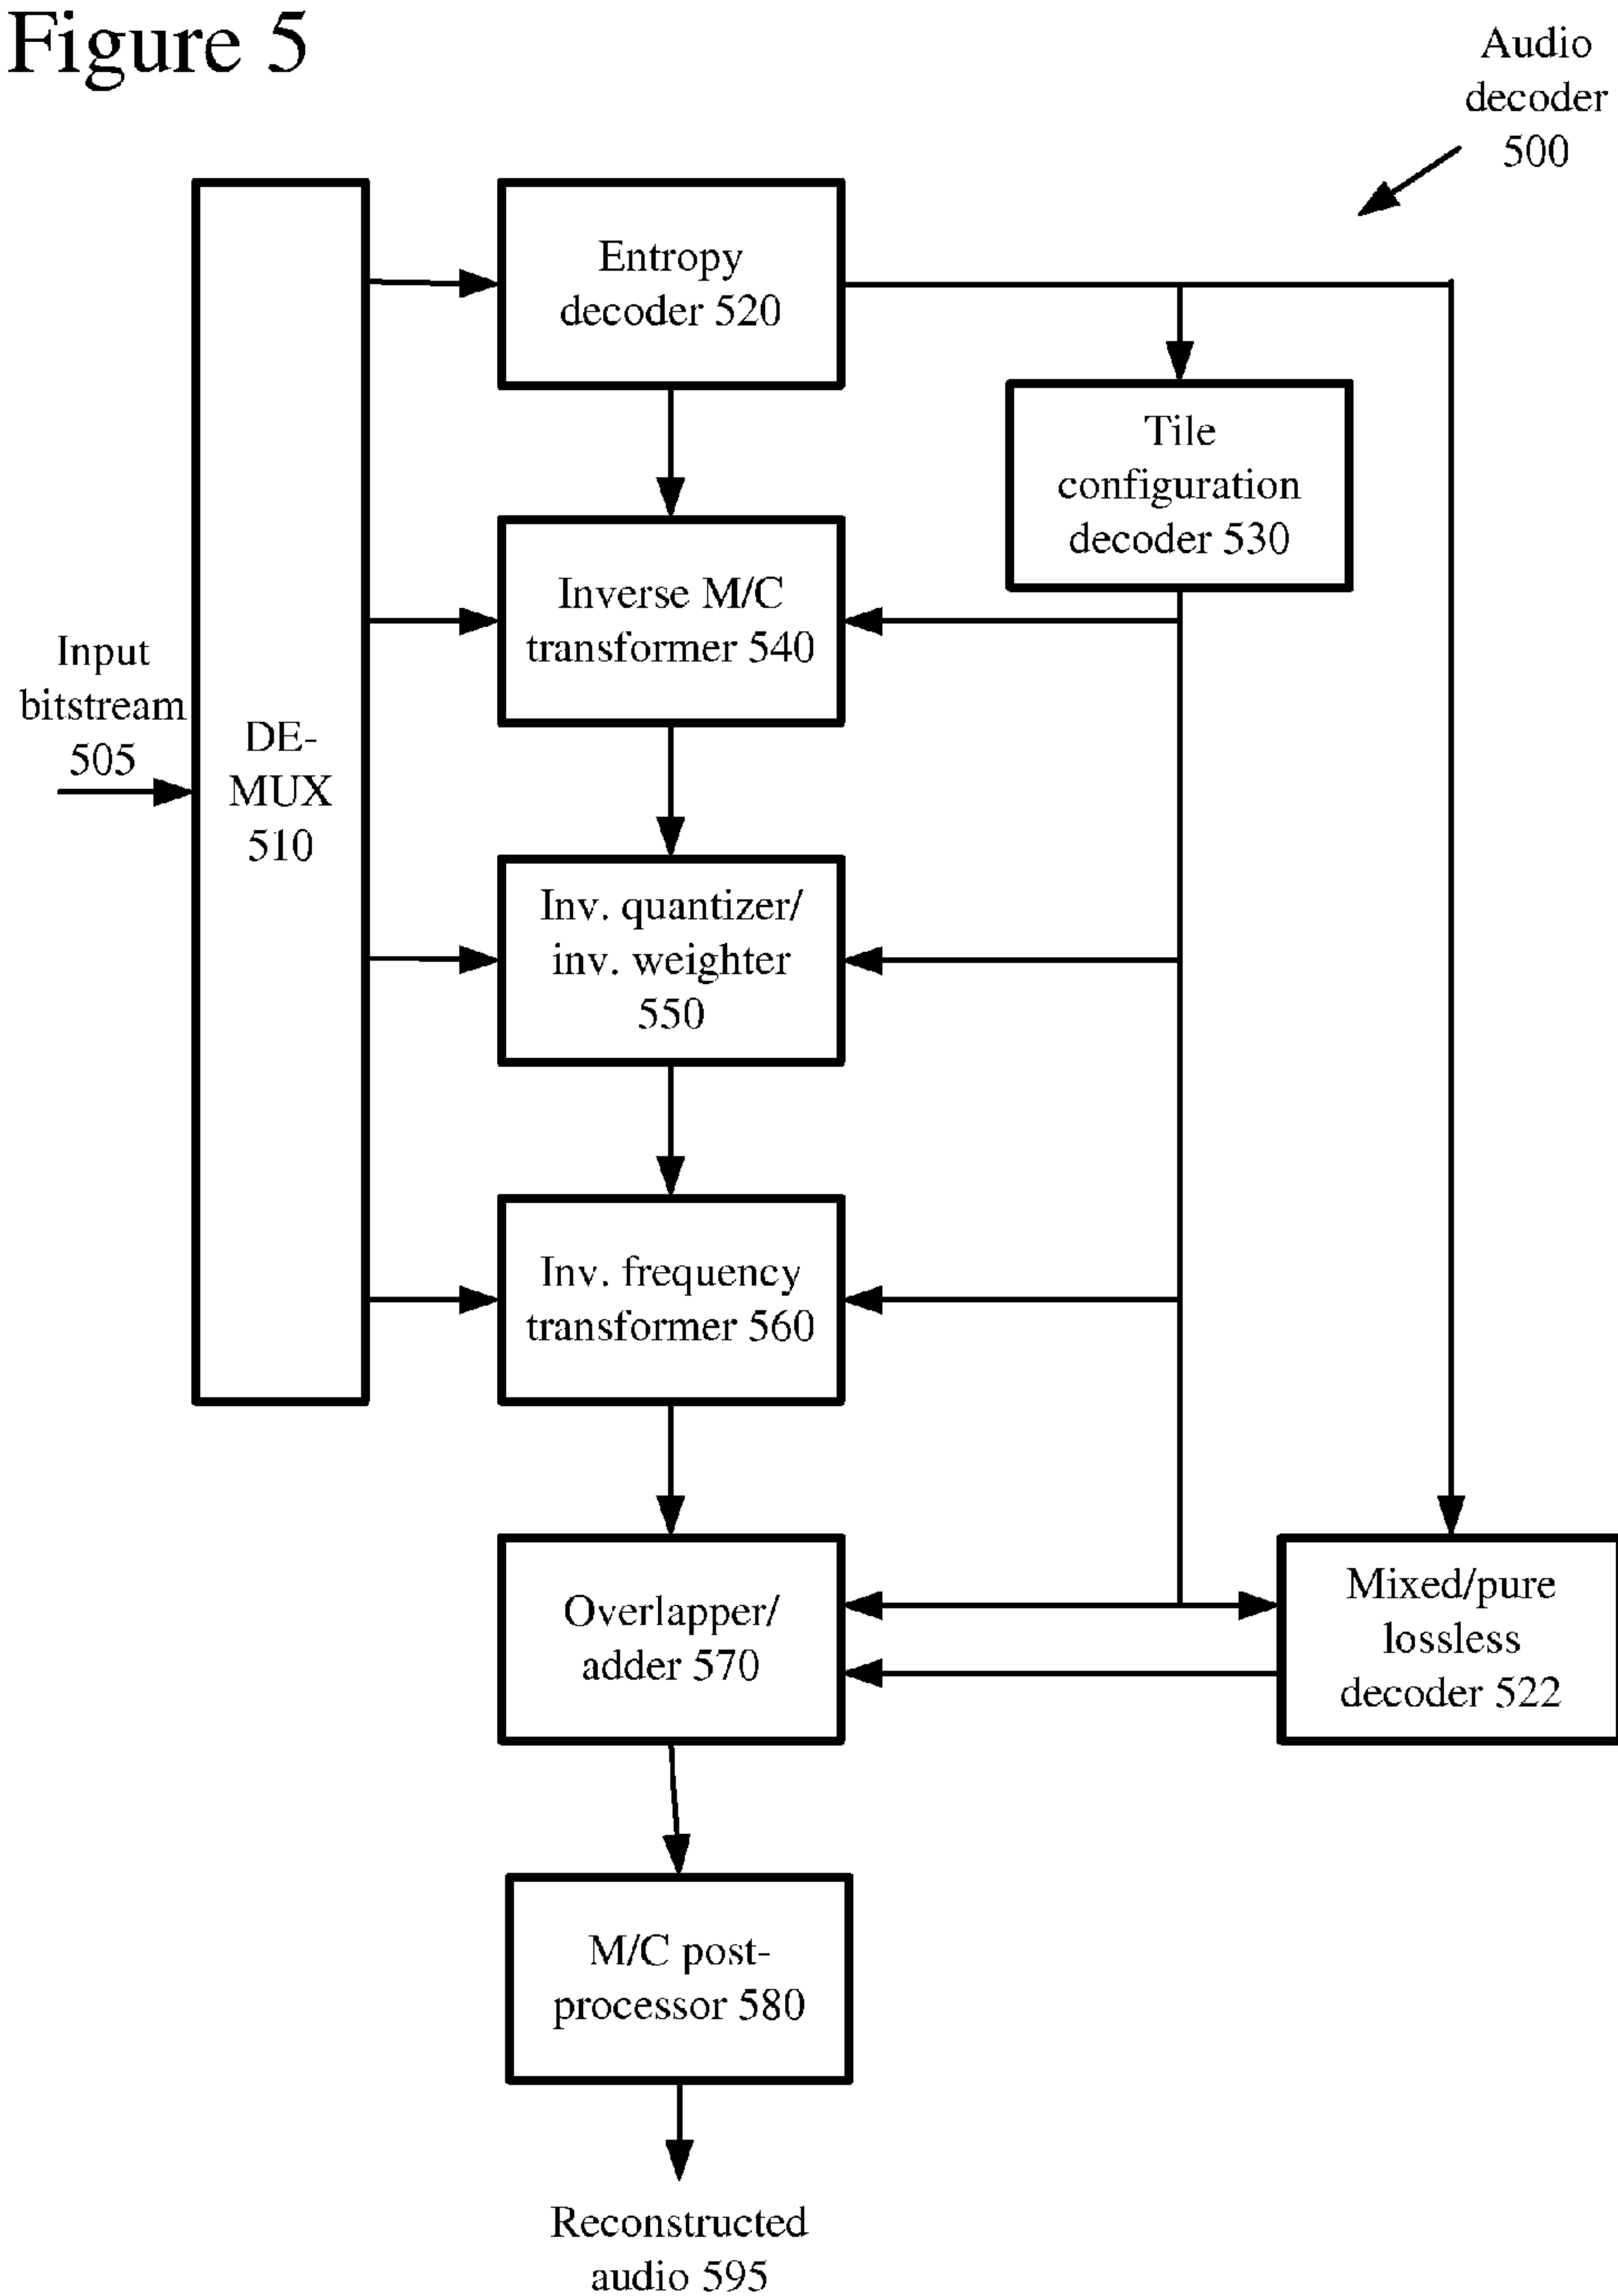 Figure 5
Audio
decoder
500
Entropy
decoder 520
Tile
configuration
decoder 530
Inverse M/C
transformer 540
Input
bitstream
505
DE-
MUX
510
Inv. quantizer/
inv. weighter
550
Inv. frequency
transformer 560
Overlapper/
adder 570
Mixed/pure
lossless
decoder 522
M/C post-
processor 580
Reconstructed
audio 595